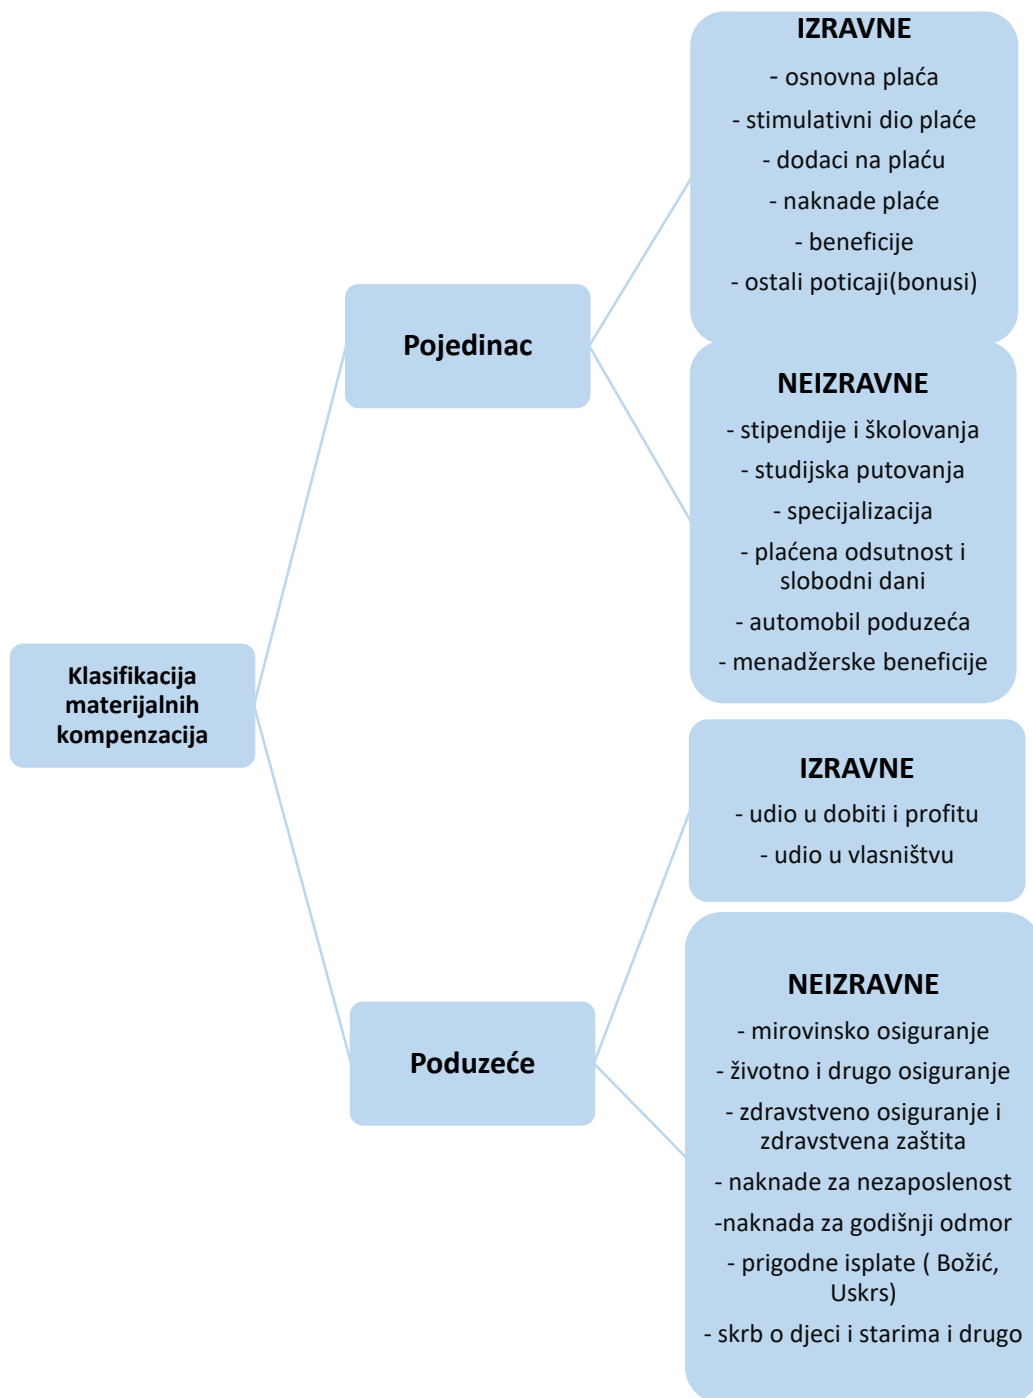 Klasifikacija
materijalnih
kompenzacija
Pojedinac
IZRAVNE
- osnovna plaća
- stimulativni dio plaće
- dodaci na plaću
- naknade plaće
- beneficije
- ostali poticaji(bonusi)
NEIZRAVNE
- stipendije i školovanja
- studijska putovanja
- specijalizacija
- plaćena odsutnost i
slobodni dani
- automobil poduzeća
- menadžerske beneficije
Poduzeće
IZRAVNE
- udio u dobiti i profitu
- udio u vlasništvu
NEIZRAVNE
- mirovinsko osiguranje
- životno i drugo osiguranje
- zdravstveno osiguranje i
zdravstvena zaštita
- naknade za nezaposlenost
-naknada za godišnji odmor
- prigodne isplate ( Božić,
Uskrs)
- skrb o djeci i starima i drugo